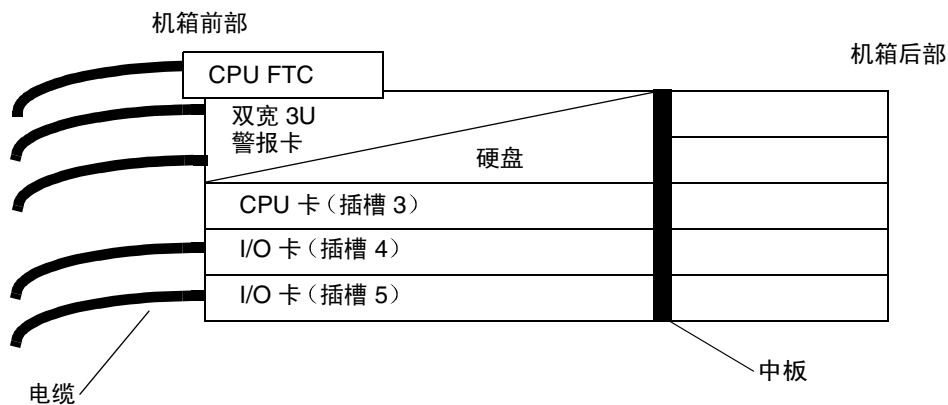 机箱前部
机箱后部
CPU FTC
双宽 3U
警报卡
硬盘
CPU 卡（插槽 3）
I/O 卡（插槽 4）
I/O 卡（插槽 5）
中板
电缆